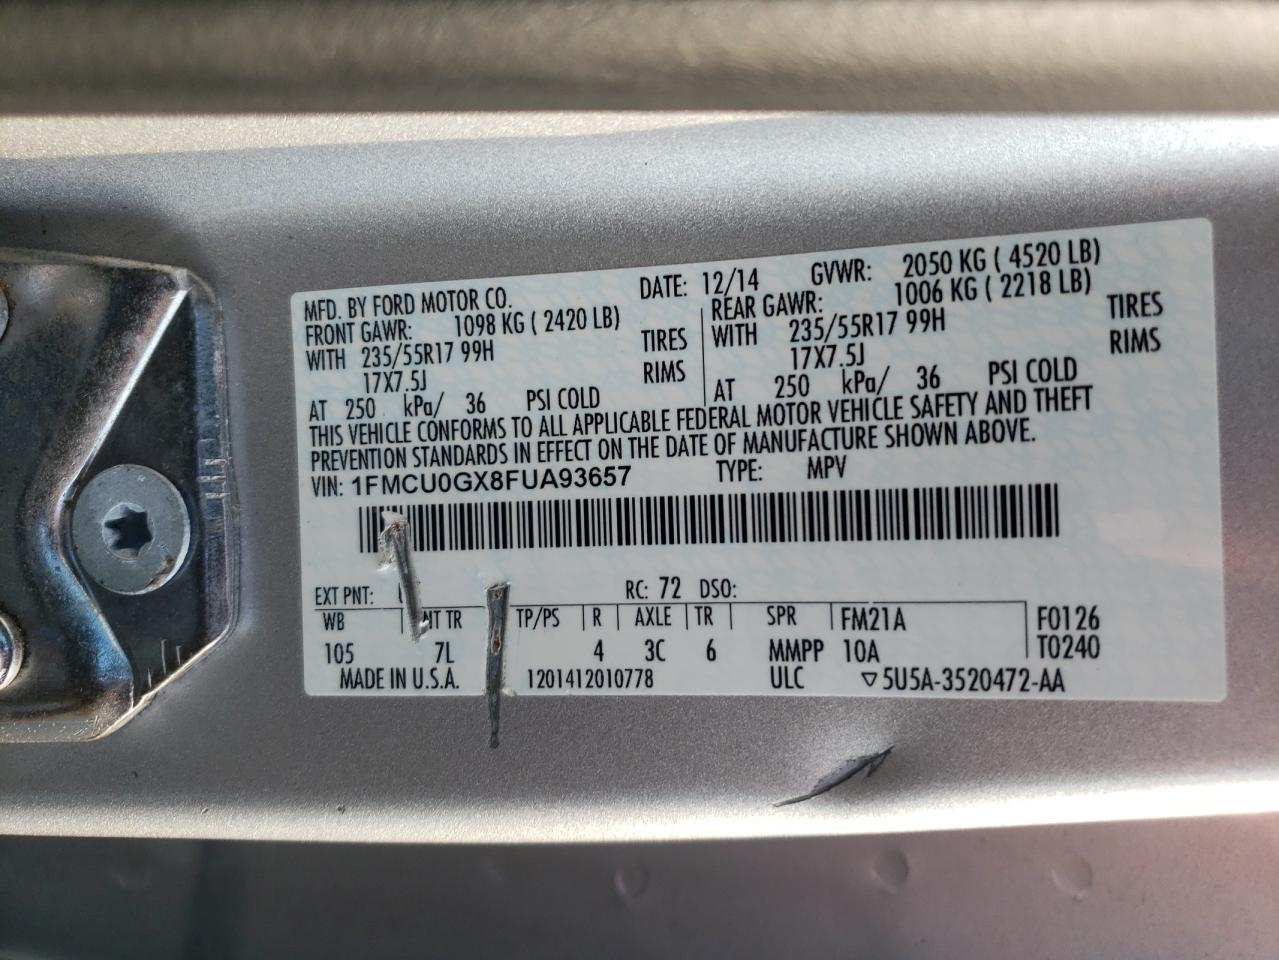 MFD. BY FORD MOTOR CO. DATE: 12/14 GVWR: 2050 KG ( 4520 LB)
FRONT GAWR: 1098 KG ( 2420 LB) REAR GAWR: 1006 KG ( 2218 LB)
WITH 235/55R17 99H TIRES WITH 235/55R17 99H TIRES
17X7.5J RIMS 17X7.5J RIMS
AT 250 kPa/ 36 PSI COLD AT 250 kPa/ 36 PSI COLD
THIS VEHICLE CONFORMS TO ALL APPLICABLE FEDERAL MOTOR VEHICLE SAFETY AND THEFT
PREVENTION STANDARDS IN EFFECT ON THE DATE OF MANUFACTURE SHOWN ABOVE.
VIN: 1FMCU0GX8FUA93657 TYPE: MPV
EXT PNT: RC: 72 DSO:
WB TR TP/PS R AXLE TR SPR FM21A F0126
105 7L 4 3C 6 MMPP 10A T0240
MADE IN U.S.A. 1201412010778 ULC ▽5U5A-3520472-AA